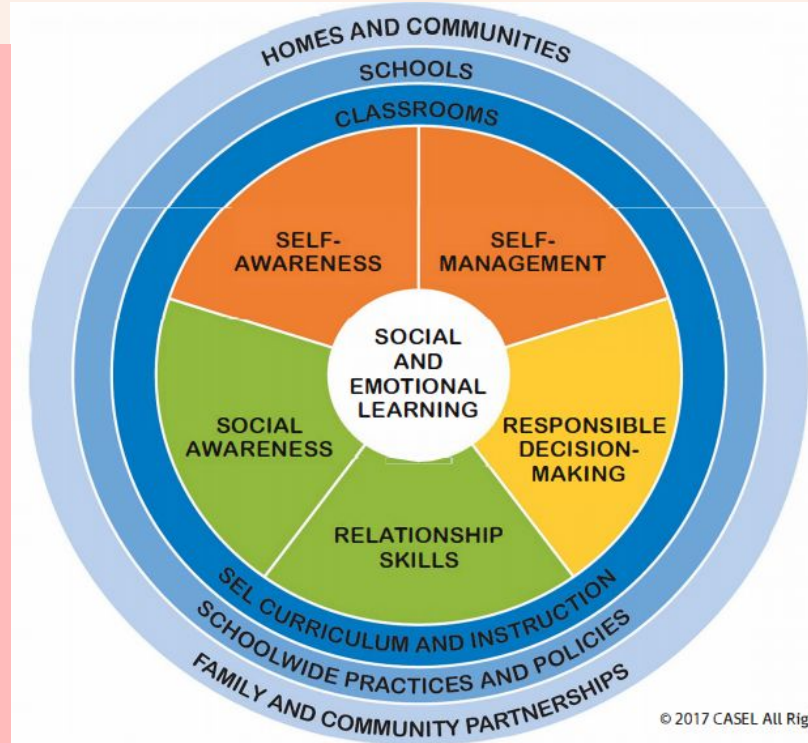 HOMES AND COMMUNITIES
SCHOOLS
CLASSROOMS
SELF-
AWARENESS
SELF-
MANAGEMENT
SOCIAL
AND
EMOTIONAL
LEARNING
SOCIAL
AWARENESS
RESPONSIBLE
DECISION-
MAKING
RELATIONSHIP
SKILLS
SEL CURRICULUM AND INSTRUCTION
SCHOOLWIDE PRACTICES AND POLICIES
FAMILY AND COMMUNITY PARTNERSHIPS
© 2017 CASEL All Rig